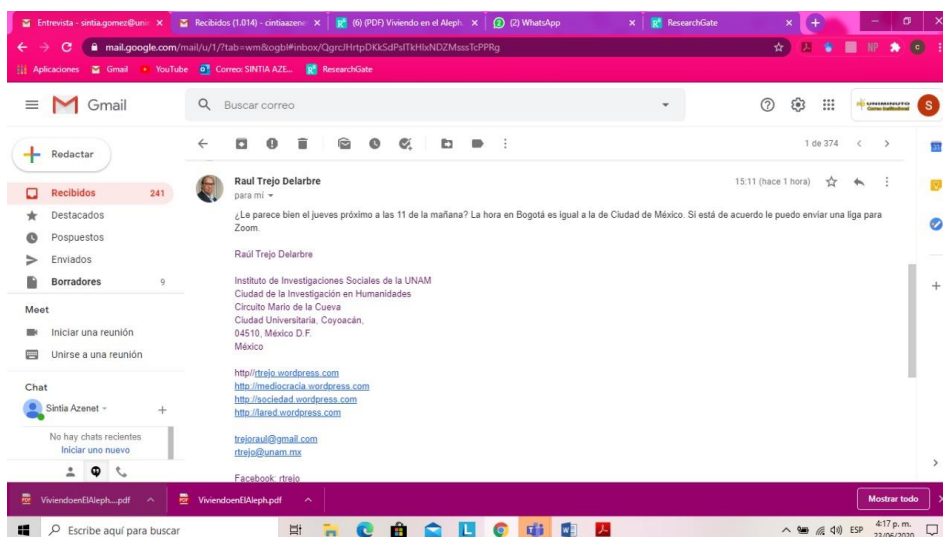 Entrevista - sintia.gomez@unir
Recibidos (1.014) - cintiaazene
(6) (PDF) Viviendo en el Aleph.
(2) WhatsApp
ResearchGate
mail.google.com/mail/u/1/?tab=wm&ogbl#inbox/
Aplicaciones
Gmail
YouTube
Correo: SINTIA AZE...
ResearchGate
Gmail
Buscar correo
UNIMINUTO
S
Redactar
1 de 374
Recibidos 241
Destacados
Pospuestos
Enviados
Borradores 9
Meet
Iniciar una reunión
Unirse a una reunión
Chat
Sintia Azenet
No hay chats recientes
Iniciar uno nuevo
Raul Trejo Delarbre
15:11 (hace 1 hora)
para mí
¿Le parece bien el jueves próximo a las 11 de la mañana? La hora en Bogotá es igual a la de Ciudad de México. Si está de acuerdo le puedo enviar una liga para
Zoom.
Raúl Trejo Delarbre
Instituto de Investigaciones Sociales de la UNAM
Ciudad de la Investigación en Humanidades
Circuito Mario de la Cueva
Ciudad Universitaria, Coyoacán,
04510, México D.F.
México
http//rtrejo.wordpress.com
http://mediocracia.wordpress.com
http://sociedad.wordpress.com
http://lared.wordpress.com
trejoraul@gmail.com
rtrejo@unam.mx
Facebook: rtrejo
ViviendoenElAleph....pdf
ViviendoenElAleph.pdf
Mostrar todo
Escribe aquí para buscar
ESP
4:17 p. m.
23/06/2020